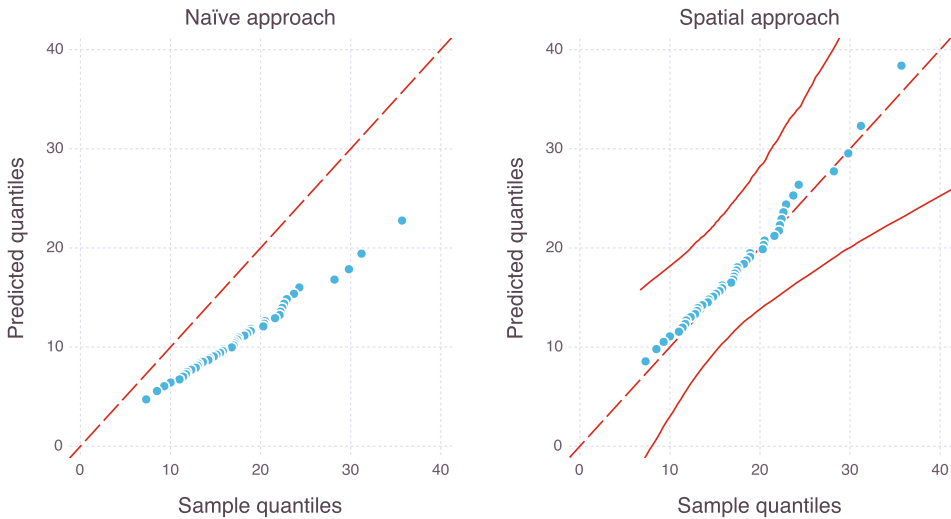 Naïve approach
Predicted quantiles
40
30
20
10
0
0 10 20 30 40
Sample quantiles
Spatial approach
Predicted quantiles
40
30
20
10
0
0 10 20 30 40
Sample quantiles